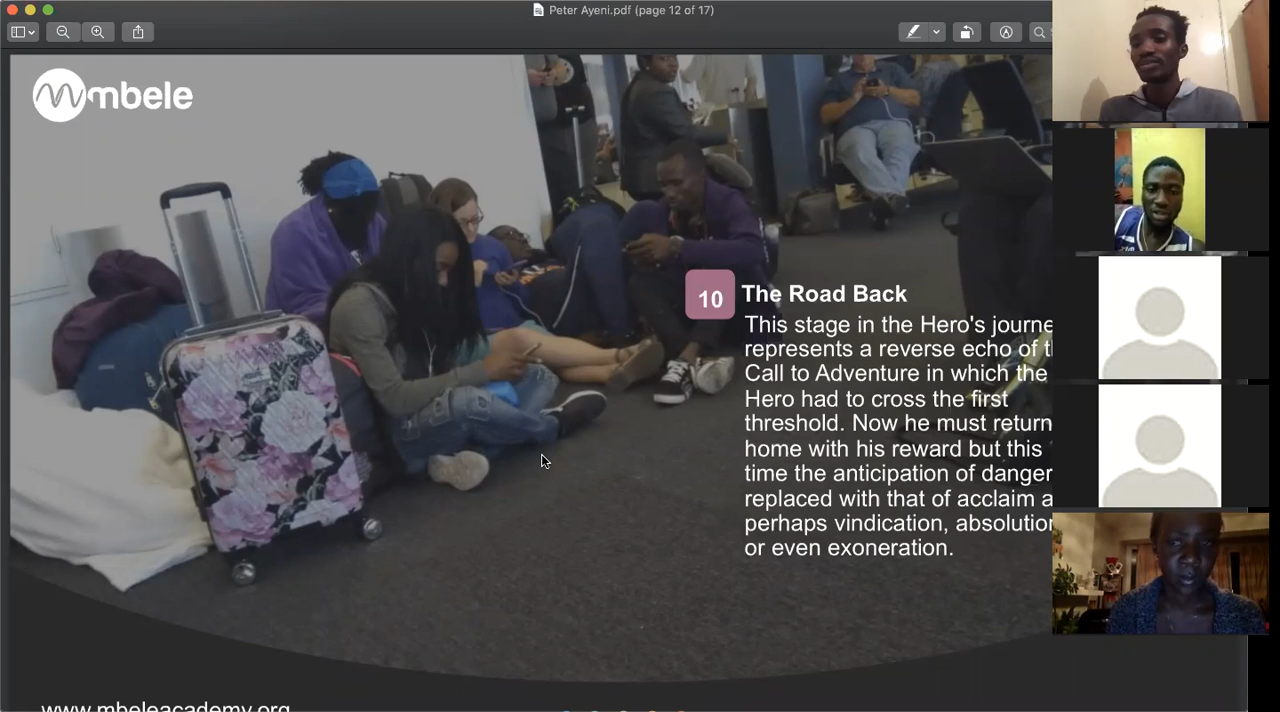 Peter Ayeni.pdf (page 12 of 17)
mbele
10
The Road Back
This stage in the Hero's journe
represents a reverse echo of t
Call to Adventure in which the
Hero had to cross the first
threshold. Now he must return
home with his reward but this
time the anticipation of danger
replaced with that of acclaim a
perhaps vindication, absolution
or even exoneration.
www.mbeleacademy.org